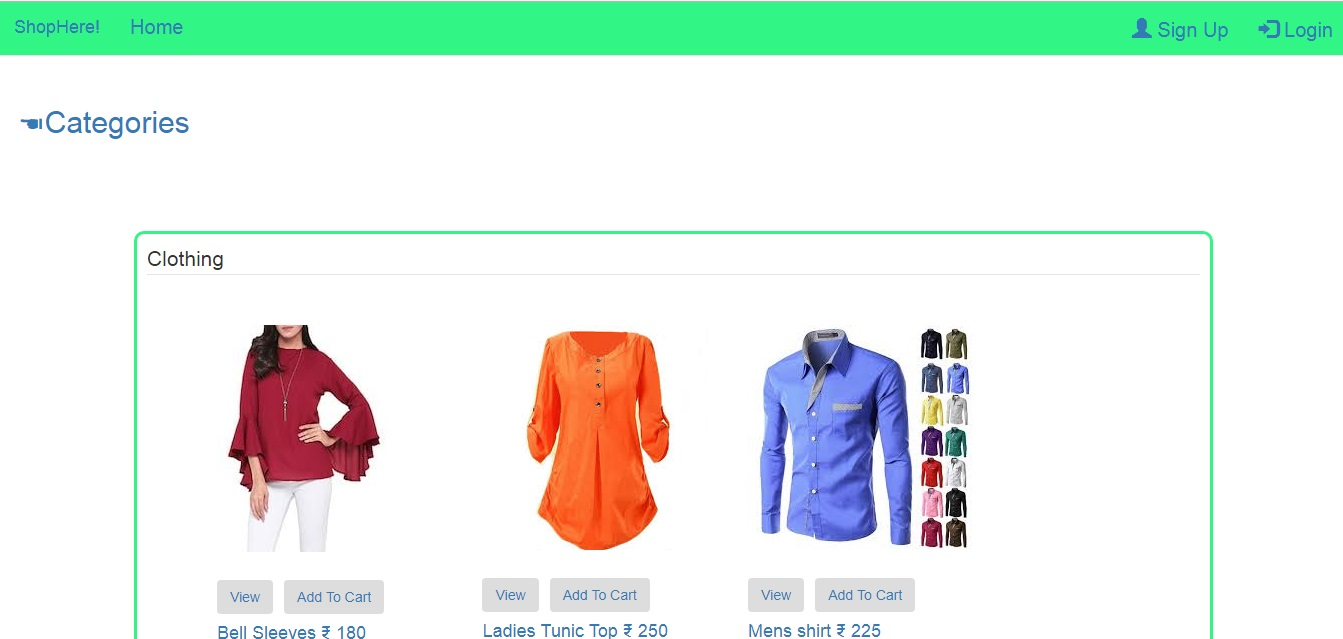 ShopHere! Home Sign Up Login
Categories
Clothing
View Add To Cart View Add To Cart View Add To Cart
Bell Sleeves ₹ 180 Ladies Tunic Top ₹ 250 Mens shirt ₹ 225